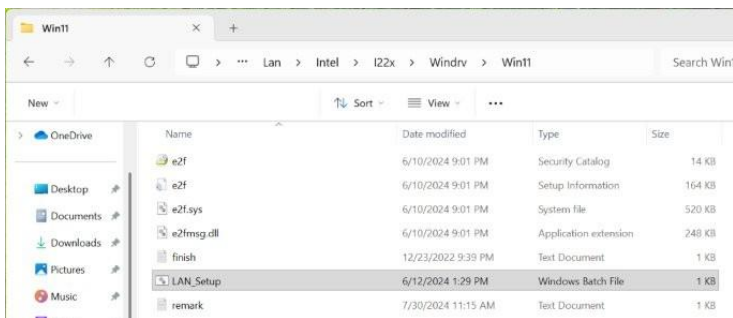 Win11
... Lan > Intel > I22x > Windrv > Win11 Search Win
New Sort View ...
OneDrive
Desktop
Documents
Downloads
Pictures
Music
Name Date modified Type Size
e2f 6/10/2024 9:01 PM Security Catalog 14 KB
e2f 6/10/2024 9:01 PM Setup Information 164 KB
e2f.sys 6/10/2024 9:01 PM System file 520 KB
e2fmsg.dll 6/10/2024 9:01 PM Application extension 248 KB
finish 12/23/2022 9:39 PM Text Document 1 KB
LAN_Setup 6/12/2024 1:29 PM Windows Batch File 1 KB
remark 7/30/2024 11:15 AM Text Document 1 KB